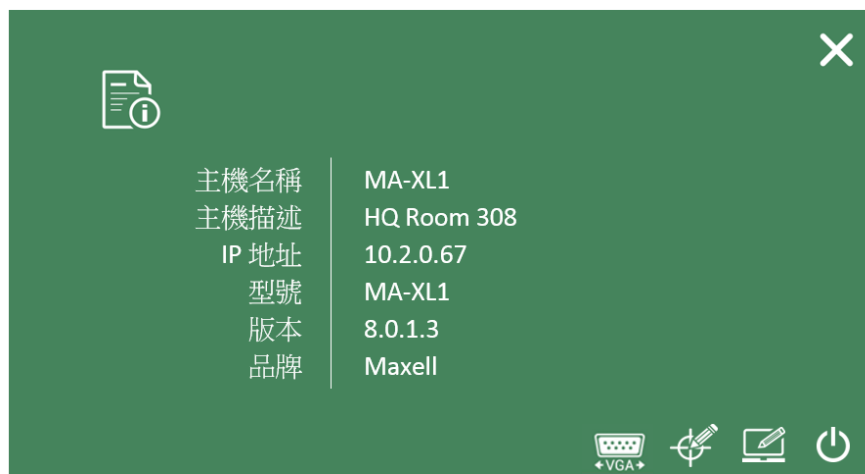 主機名稱 MA-XL1
主機描述 HQ Room 308
IP 地址 10.2.0.67
型號 MA-XL1
版本 8.0.1.3
品牌 Maxell
VGA